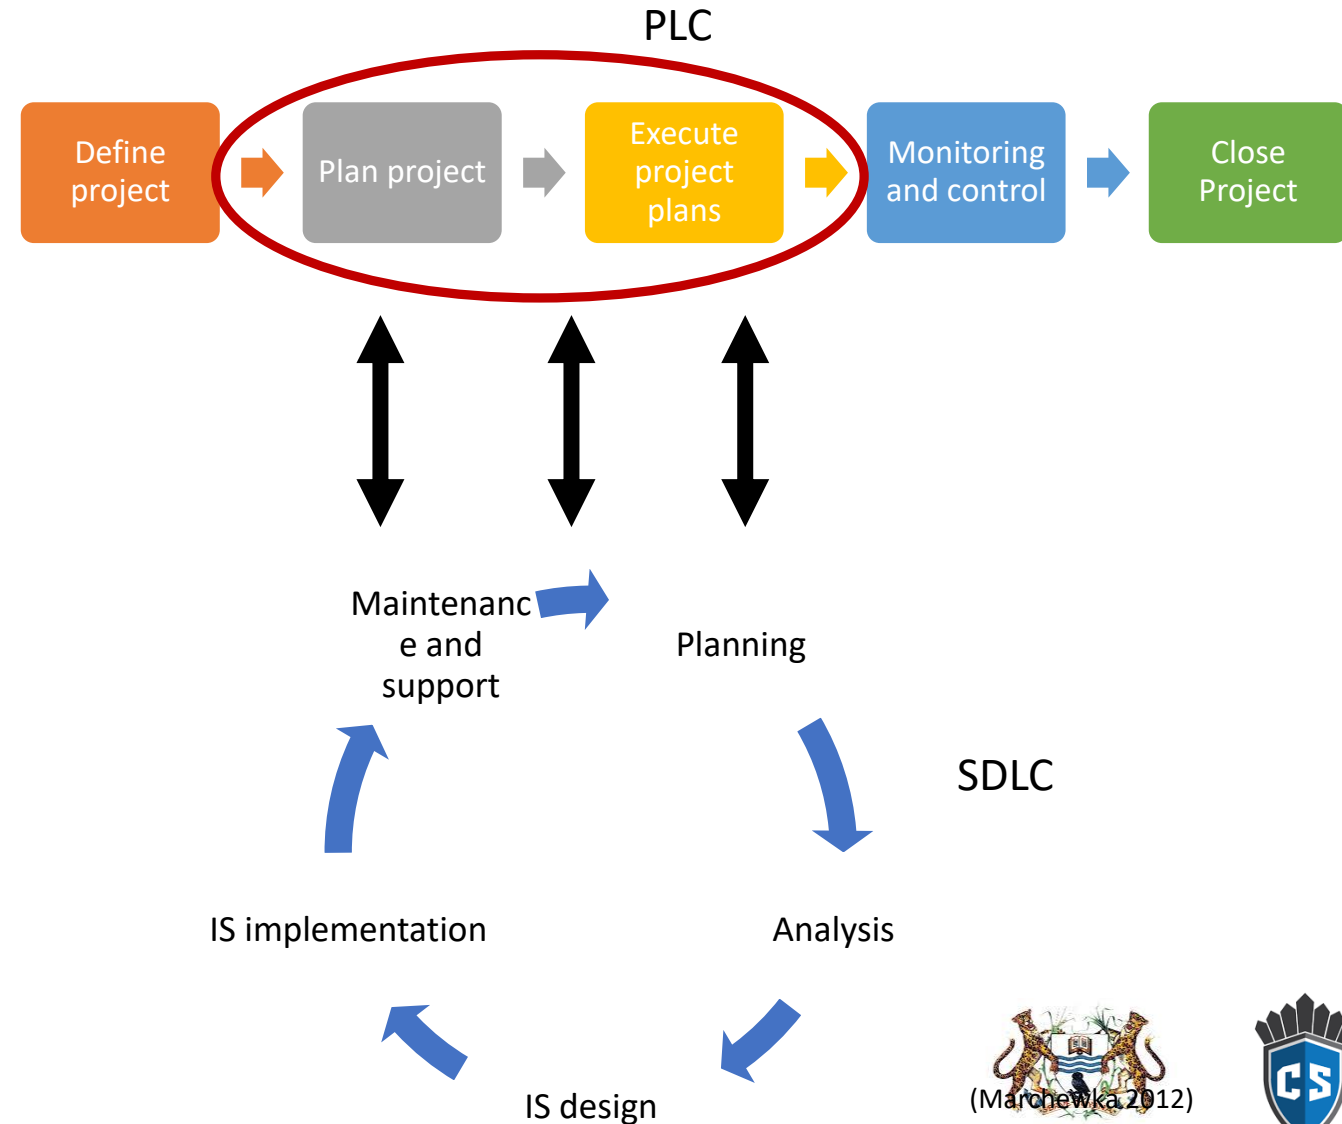 PLC
Define
project
Plan project
Execute
project
plans
Monitoring
and control
Close
Project
Maintenanc
e and
support
Planning
SDLC
IS implementation
Analysis
IS design
(Marchewka 2012)
CS